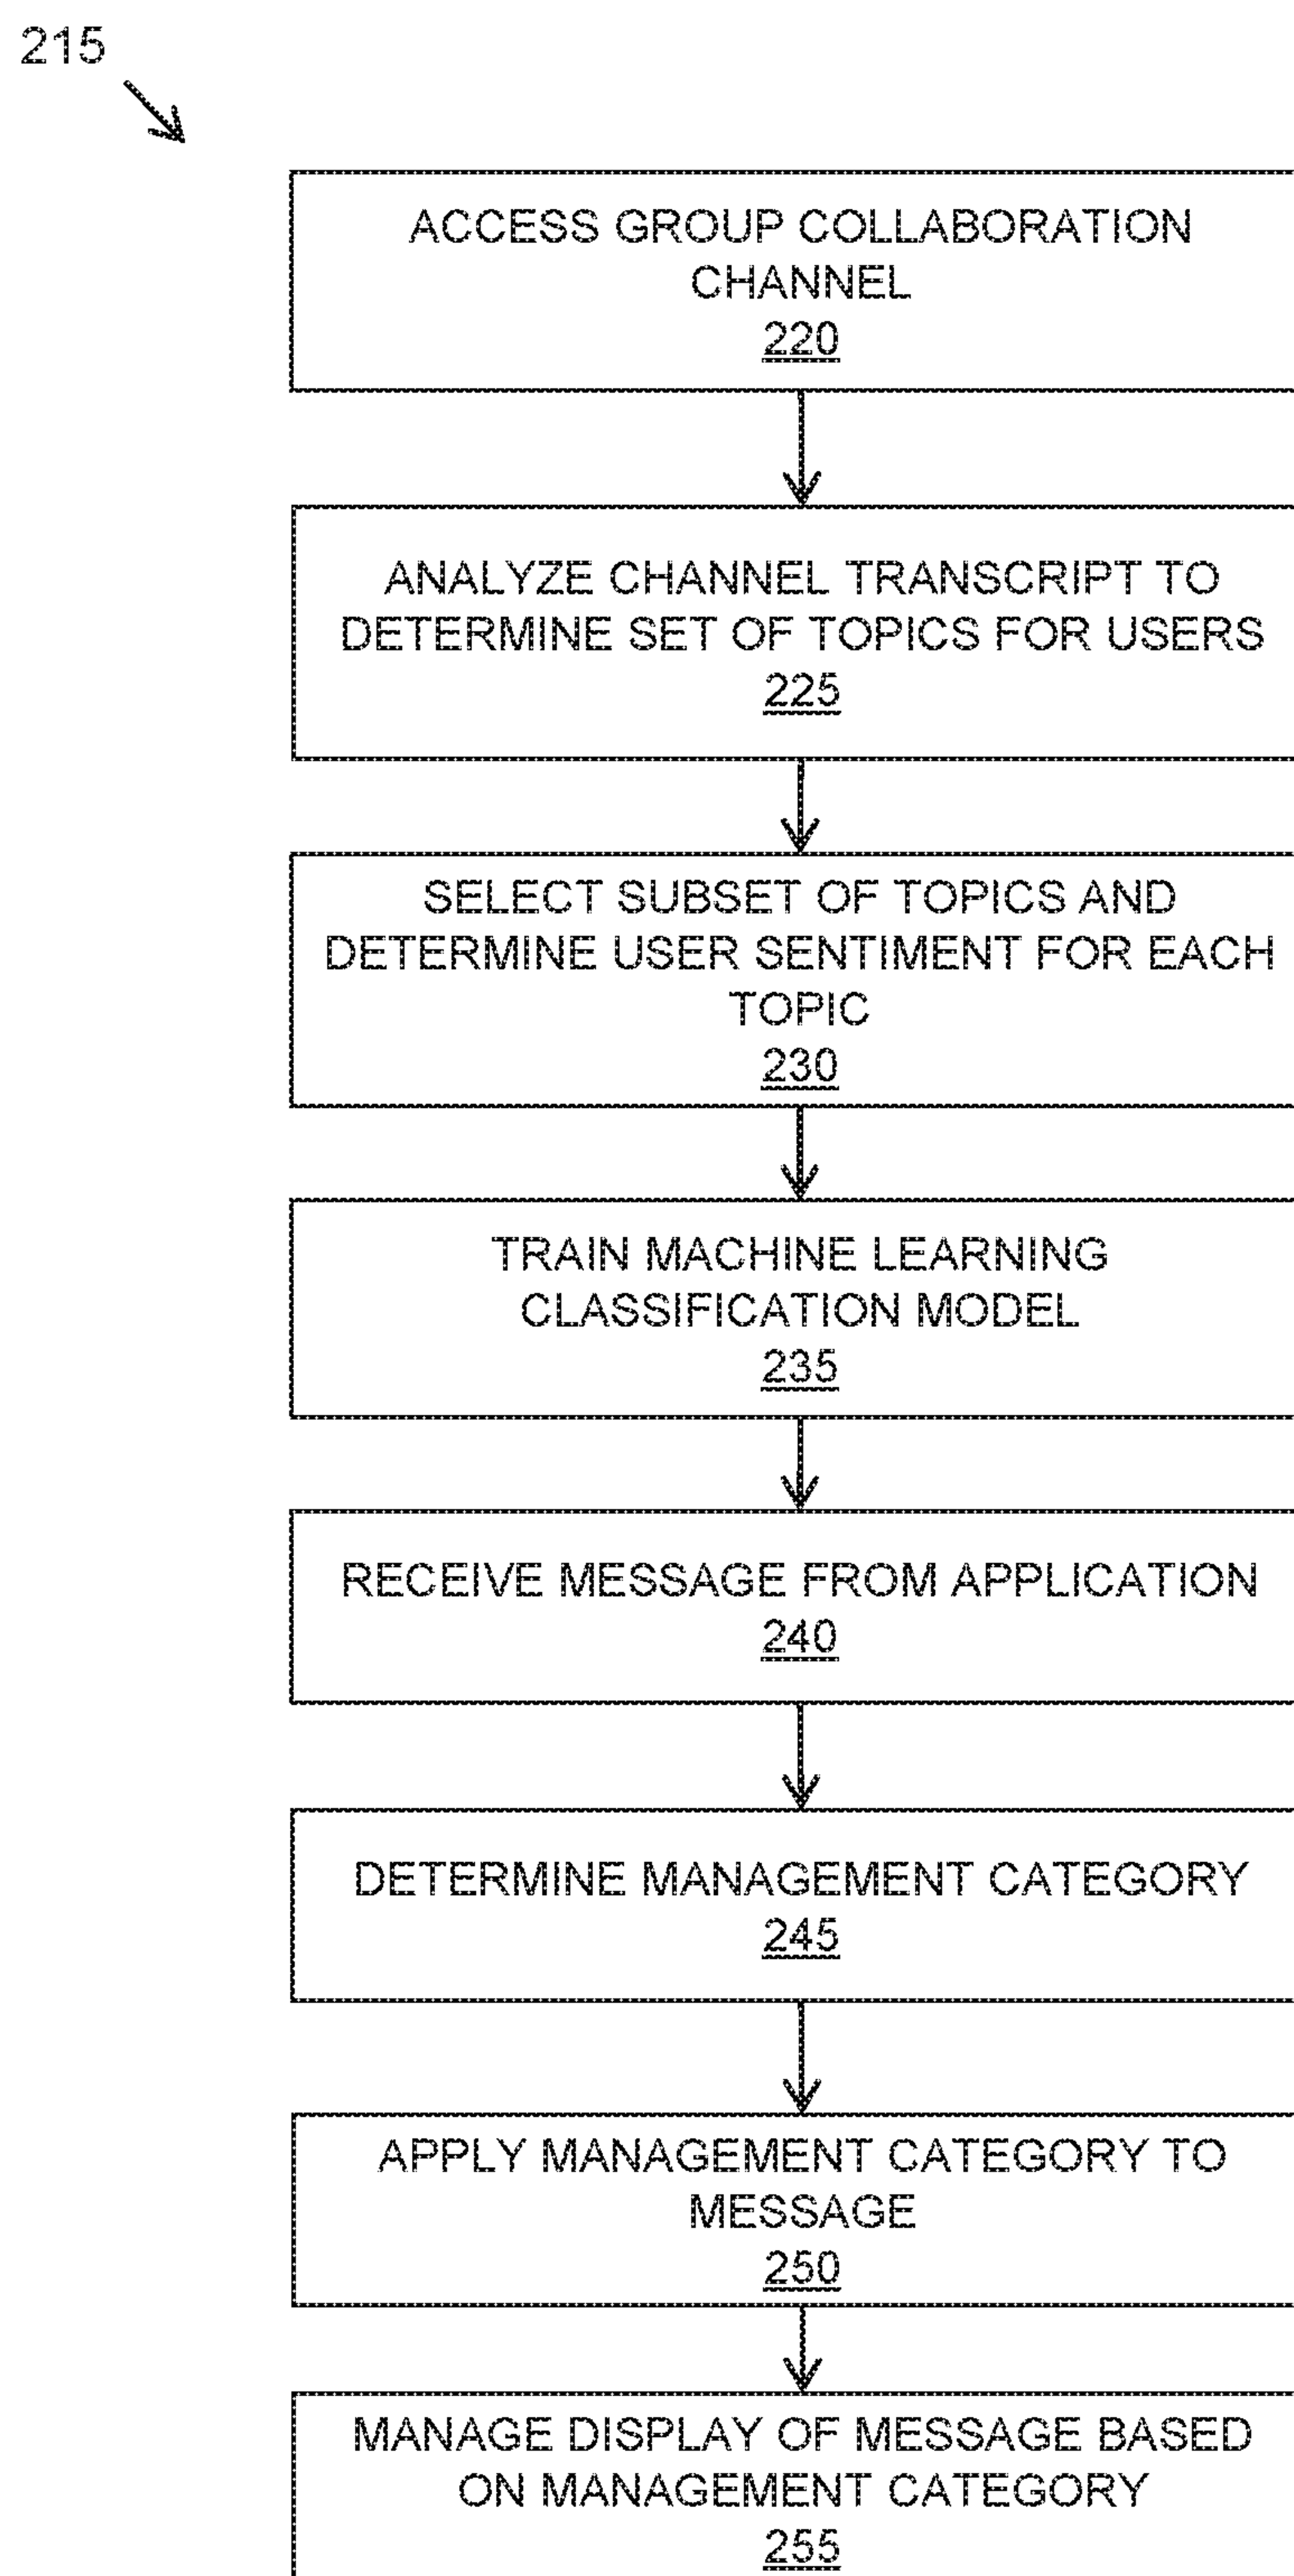 215
ACCESS GROUP COLLABORATION
CHANNEL
220
ANALYZE CHANNEL TRANSCRIPT TO
DETERMINE SET OF TOPICS FOR USERS
225
SELECT SUBSET OF TOPICS AND
DETERMINE USER SENTIMENT FOR EACH
TOPIC
230
TRAIN MACHINE LEARNING
CLASSIFICATION MODEL
235
RECEIVE MESSAGE FROM APPLICATION
240
DETERMINE MANAGEMENT CATEGORY
245
APPLY MANAGEMENT CATEGORY TO
MESSAGE
250
MANAGE DISPLAY OF MESSAGE BASED
ON MANAGEMENT CATEGORY
255